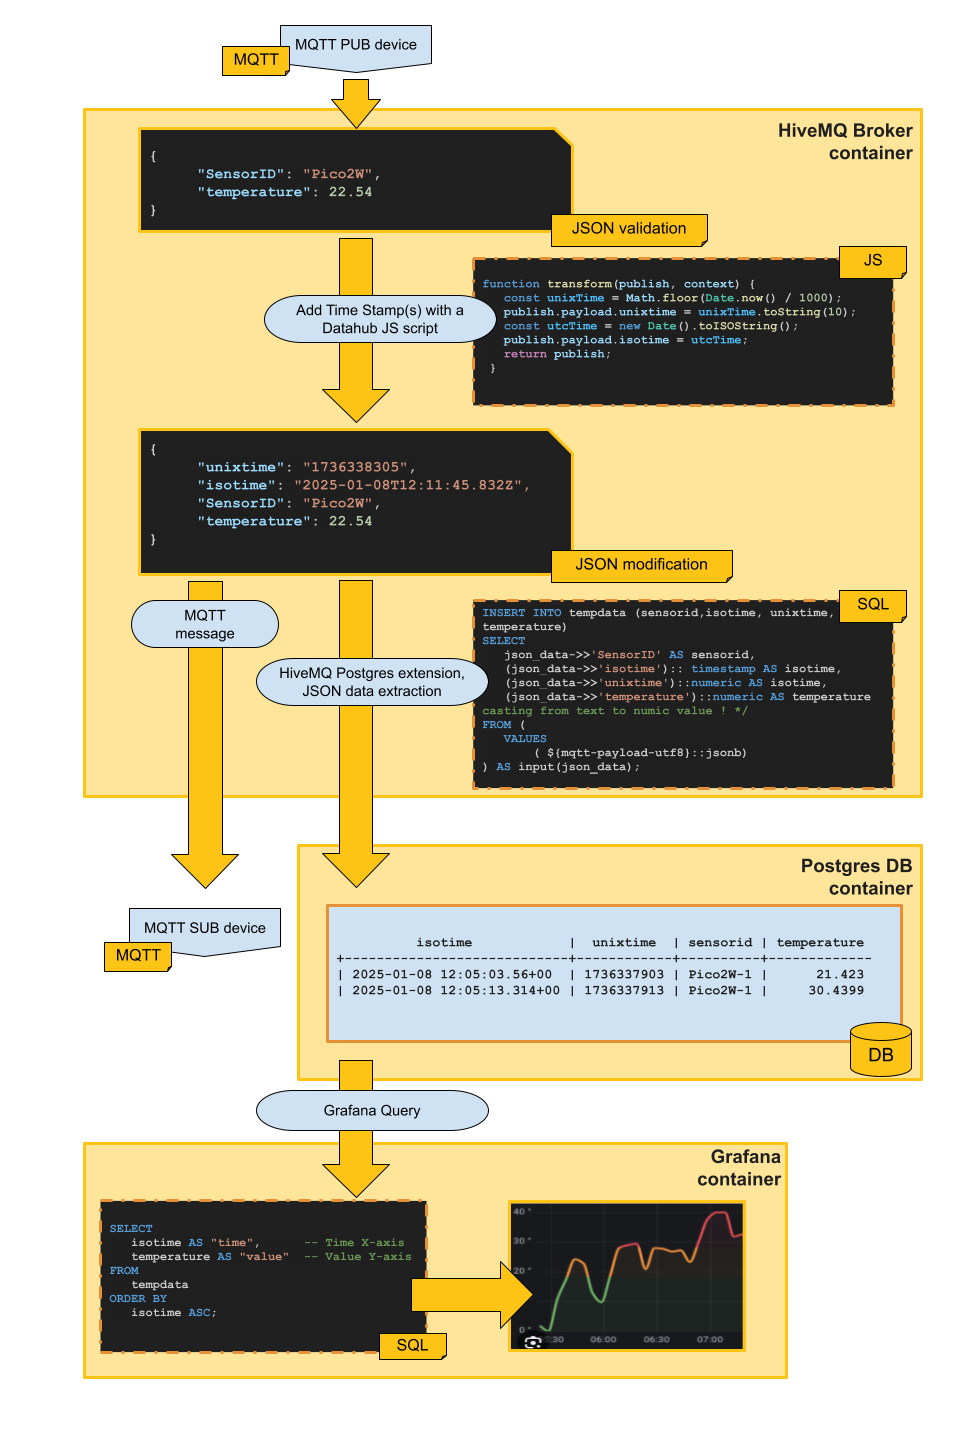 MQTT PUB device
MQTT
HiveMQ Broker
container
{
"SensorID": "Pico2W",
"temperature": 22.54
}
JSON validation
JS
function transform(publish, context) {
const unixTime = Math.floor(Date.now() / 1000);
publish.payload.unixtime = unixTime.toString(10);
const utcTime = new Date().toISOString();
publish.payload.isotime = utcTime;
return publish;
}
Add Time Stamp(s) with a
Datahub JS script
{
"unixtime": "1736338305",
"isotime": "2025-01-08T12:11:45.832Z",
"SensorID": "Pico2W",
"temperature": 22.54
}
JSON modification
MQTT
message
HiveMQ Postgres extension,
JSON data extraction
SQL
INSERT INTO tempdata (sensorid,isotime, unixtime,
temperature)
SELECT
json_data->>'SensorID' AS sensorid,
(json_data->>'isotime'):: timestamp AS isotime,
(json_data->>'unixtime')::numeric AS isotime,
(json_data->>'temperature')::numeric AS temperature
casting from text to numic value ! */
FROM (
VALUES
( ${mqtt-payload-utf8}::jsonb)
) AS input(json_data);
Postgres DB
container
isotime | unixtime | sensorid | temperature
+----------------------------+------------+----------+-------------
| 2025-01-08 12:05:03.56+00 | 1736337903 | Pico2W-1 | 21.423
| 2025-01-08 12:05:13.314+00 | 1736337913 | Pico2W-1 | 30.4399
DB
MQTT SUB device
MQTT
Grafana Query
Grafana
container
SELECT
isotime AS "time", -- Time X-axis
temperature AS "value" -- Value Y-axis
FROM
tempdata
ORDER BY
isotime ASC;
SQL
40 °
30 °
20 °
0 °
06:00 06:30 07:00